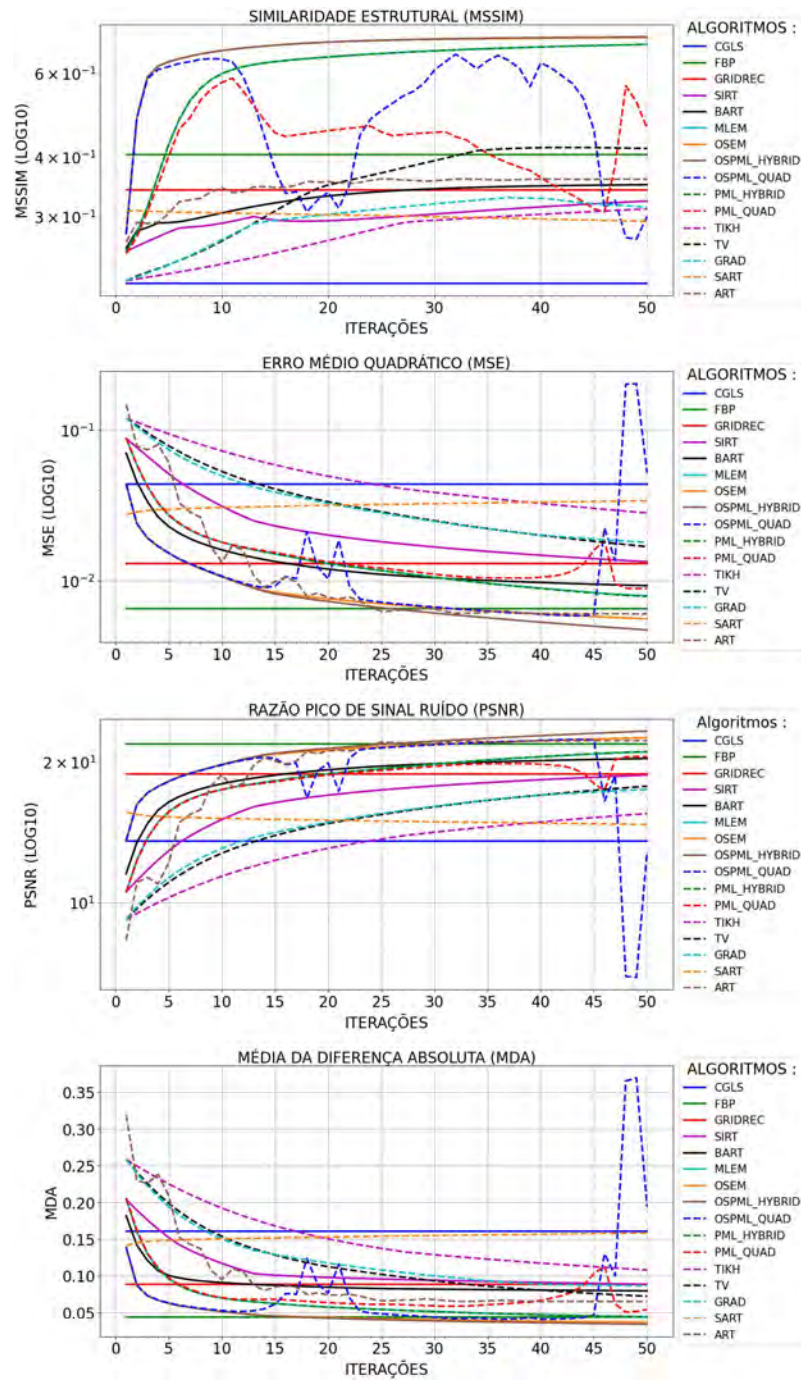 SIMILARIDADE ESTRUTURAL (MSSIM)
MSSIM (LOG10)
6 × 10⁻¹
4 × 10⁻¹
3 × 10⁻¹
0 10 20 30 40 50
ITERAÇÕES
ALGORITMOS :
CGLS
FBP
GRIDREC
SIRT
BART
MLEM
OSEM
OSPML_HYBRID
OSPML_QUAD
PML_HYBRID
PML_QUAD
TIKH
TV
GRAD
SART
ART
ERRO MÉDIO QUADRÁTICO (MSE)
MSE (LOG10)
10⁻¹
10⁻²
0 5 10 15 20 25 30 35 40 45 50
ITERAÇÕES
ALGORITMOS :
CGLS
FBP
GRIDREC
SIRT
BART
MLEM
OSEM
OSPML_HYBRID
OSPML_QUAD
PML_HYBRID
PML_QUAD
TIKH
TV
GRAD
SART
ART
RAZÃO PICO DE SINAL RUÍDO (PSNR)
PSNR (LOG10)
2 × 10¹
10¹
0 5 10 15 20 25 30 35 40 45 50
ITERAÇÕES
Algoritmos :
CGLS
FBP
GRIDREC
SIRT
BART
MLEM
OSEM
OSPML_HYBRID
OSPML_QUAD
PML_HYBRID
PML_QUAD
TIKH
TV
GRAD
SART
ART
MÉDIA DA DIFERENÇA ABSOLUTA (MDA)
MDA
0.35
0.30
0.25
0.20
0.15
0.10
0.05
0 5 10 15 20 25 30 35 40 45 50
ITERAÇÕES
ALGORITMOS :
CGLS
FBP
GRIDREC
SIRT
BART
MLEM
OSEM
OSPML_HYBRID
OSPML_QUAD
PML_HYBRID
PML_QUAD
TIKH
TV
GRAD
SART
ART